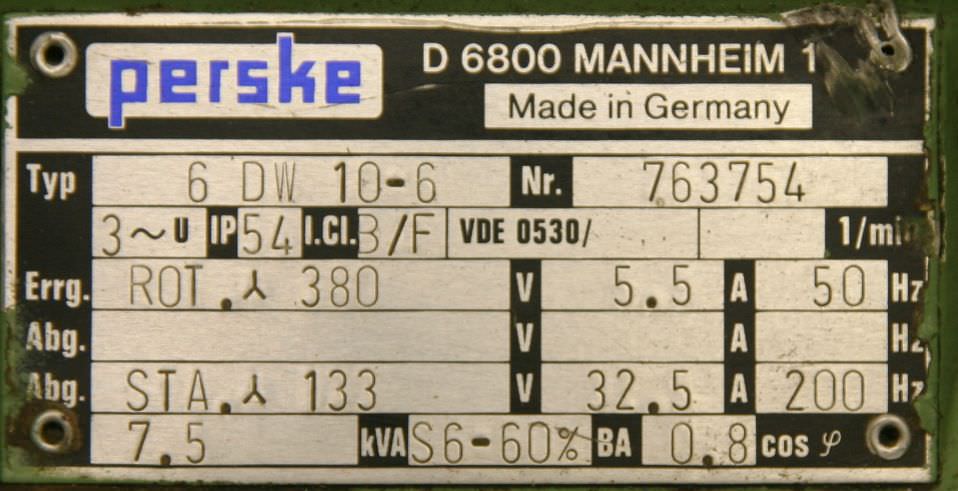 perske D 6800 MANNHEIM 1
Made in Germany
Typ 6 DW 10-6 Nr. 763754
3~U IP54 I.Cl. B/F VDE 0530/ 1/min
Errg. ROT.⅄ 380 V 5.5 A 50 Hz
Abg. V A Hz
Abg. STA.⅄ 133 V 32.5 A 200 Hz
7.5 kVA S6-60% BA 0.8 cos φ